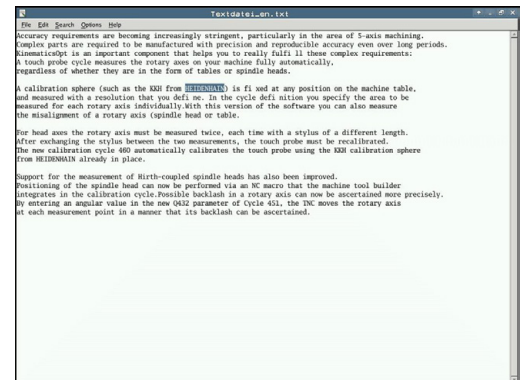 Textdatei_en.txt
File Edit Search Options Help
Accuracy requirements are becoming increasingly stringent, particularly in the area of 5-axis machining.
Complex parts are required to be manufactured with precision and reproducible accuracy even over long periods.
KinematicsOpt is an important component that helps you to really fulfi ll these complex requirements:
A touch probe cycle measures the rotary axes on your machine fully automatically,
regardless of whether they are in the form of tables or spindle heads.
A calibration sphere (such as the KKH from HEIDENHAIN) is fi xed at any position on the machine table,
and measured with a resolution that you defi ne. In the cycle defi nition you specify the area to be
measured for each rotary axis individually.With this version of the software you can also measure
the misalignment of a rotary axis (spindle head or table.
For head axes the rotary axis must be measured twice, each time with a stylus of a different length.
After exchanging the stylus between the two measurements, the touch probe must be recalibrated.
The new calibration cycle 460 automatically calibrates the touch probe using the KKH calibration sphere
from HEIDENHAIN already in place.
Support for the measurement of Hirth-coupled spindle heads has also been improved.
Positioning of the spindle head can now be performed via an NC macro that the machine tool builder
integrates in the calibration cycle.Possible backlash in a rotary axis can now be ascertained more precisely.
By entering an angular value in the new Q432 parameter of Cycle 451, the TNC moves the rotary axis
at each measurement point in a manner that its backlash can be ascertained.